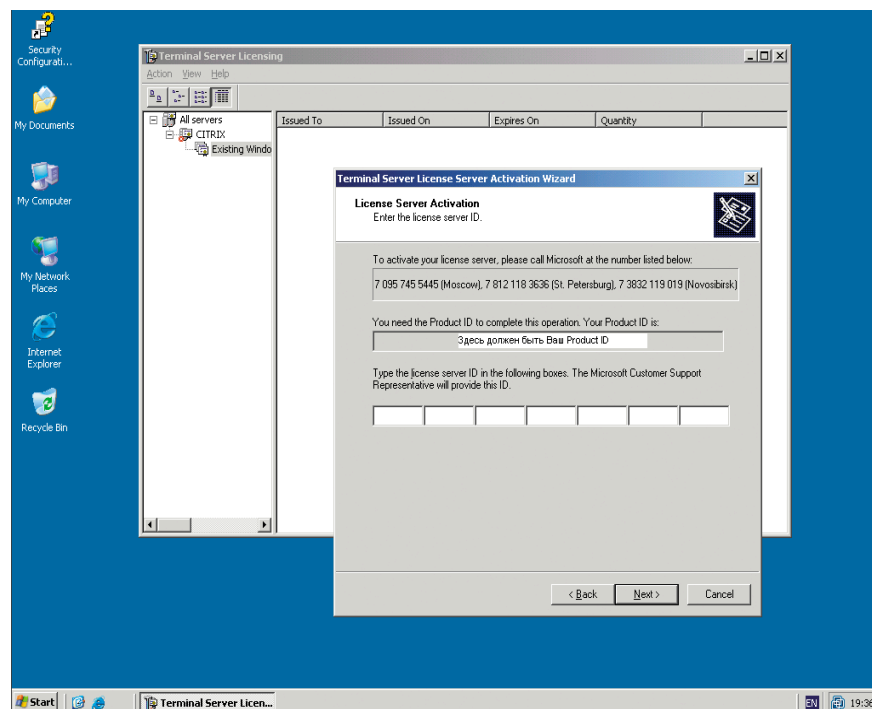 Security
Configurati...
My Documents
My Computer
My Network
Places
Internet
Explorer
Recycle Bin
Terminal Server Licensing
Action View Help
All servers
CITRIX
Existing Windo
Issued To Issued On Expires On Quantity
Terminal Server License Server Activation Wizard
License Server Activation
Enter the license server ID.
To activate your license server, please call Microsoft at the number listed below:
7 095 745 5445 (Moscow), 7 812 118 3636 (St. Petersburg), 7 3832 119 019 (Novosibirsk)
You need the Product ID to complete this operation. Your Product ID is:
Здесь должен быть Ваш Product ID
Type the license server ID in the following boxes. The Microsoft Customer Support
Representative will provide this ID.
< Back Next > Cancel
Start Terminal Server Licen... EN 19:36